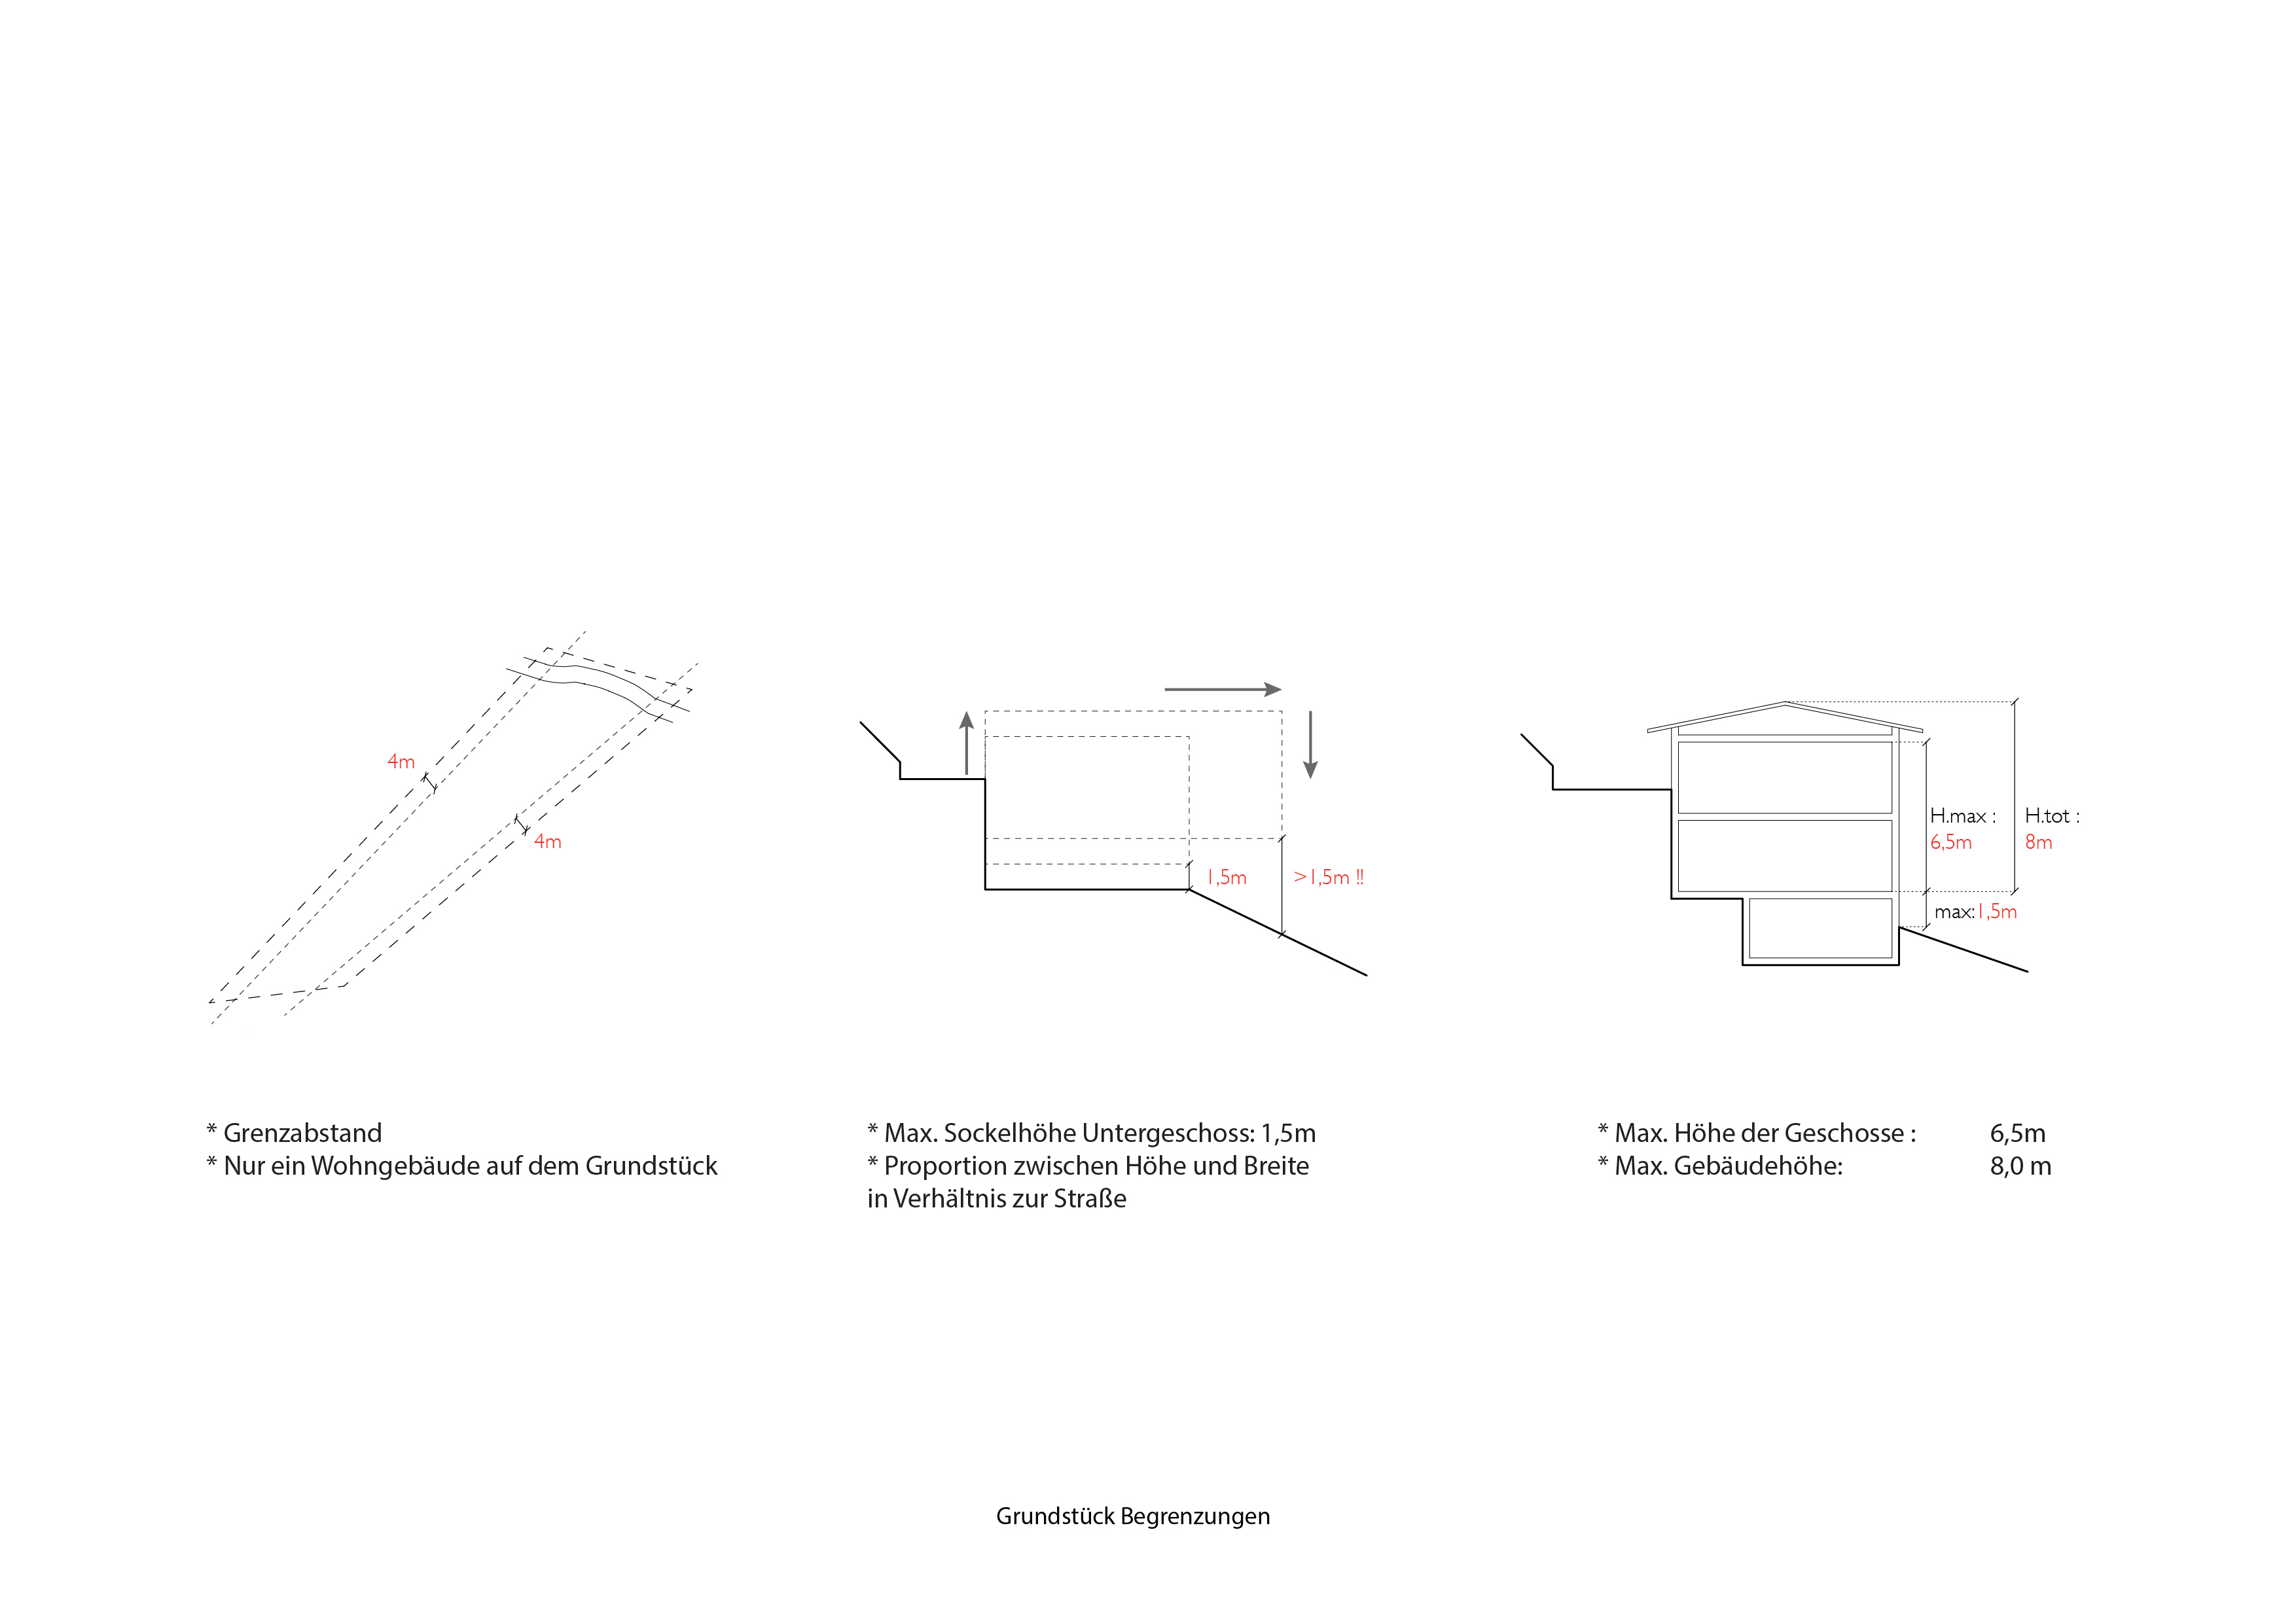 4m
4m
1,5m
>1,5m !!
H.max :
6,5m
H.tot :
8m
max:1,5m
* Grenzabstand
* Nur ein Wohngebäude auf dem Grundstück
* Max. Sockelhöhe Untergeschoss: 1,5m
* Proportion zwischen Höhe und Breite
in Verhältnis zur Straße
* Max. Höhe der Geschosse : 6,5m
* Max. Gebäudehöhe: 8,0 m
Grundstück Begrenzungen